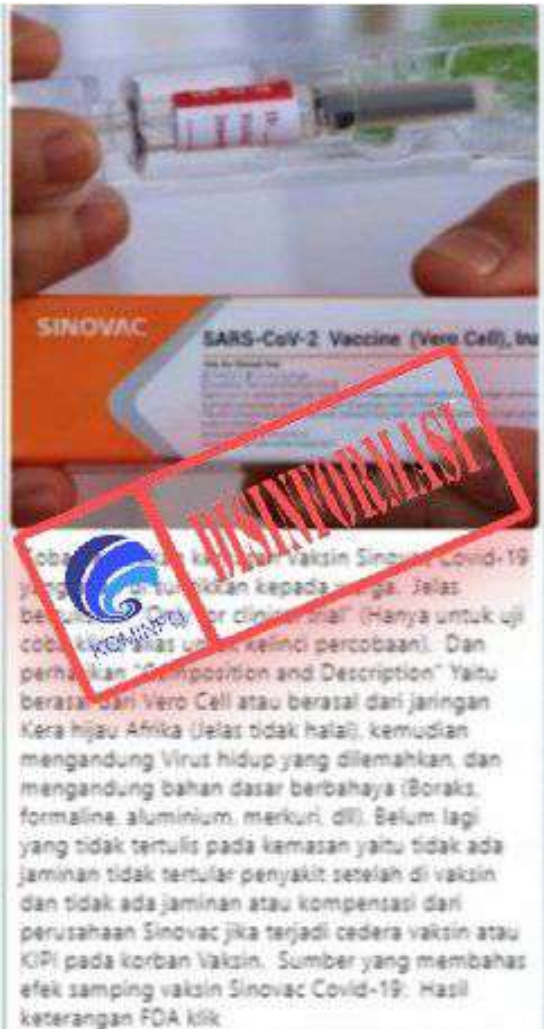 SINOVAC
SARS-CoV-2 Vaccine (Vero Cell), Ina
DISINFORMASI
KOMINFO
Vaksin Sinovac Covid-19
kepada Jelas
clinical trial" (Hanya untuk uji
kelinci percobaan). Dan
"Composition and Description" Yaitu
berasal dari Vero Cell atau berasal dari jaringan
Kera hijau Afrika (Jelas tidak halal), kemudian
mengandung Virus hidup yang dilemahkan, dan
mengandung bahan dasar berbahaya (Boraks,
formaline, aluminium, merkuri, dll). Belum lagi
yang tidak tertulis pada kemasan yaitu tidak ada
jaminan tidak tertular penyakit setelah di vaksin
dan tidak ada jaminan atau kompensasi dari
perusahaan Sinovac jika terjadi cedera vaksin atau
KIPI pada korban Vaksin. Sumber yang membahas
efek samping vaksin Sinovac Covid-19: Hasil
keterangan FDA klik